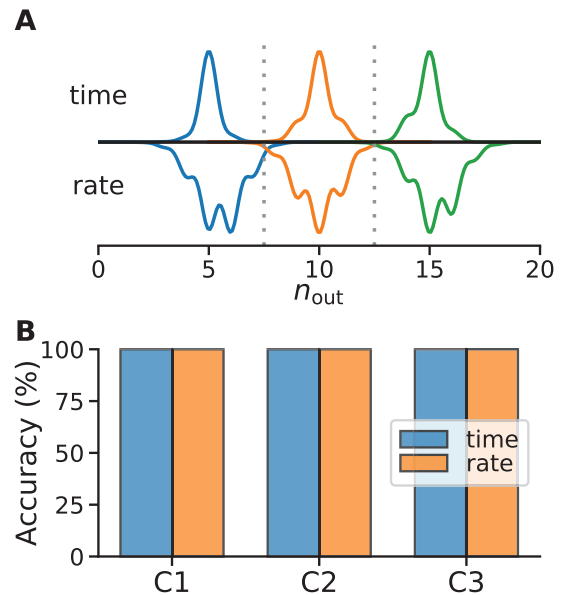 A
time
rate
0 5 10 15 20
n_out
B
Accuracy (%)
100
75
50
25
0
time
rate
C1 C2 C3